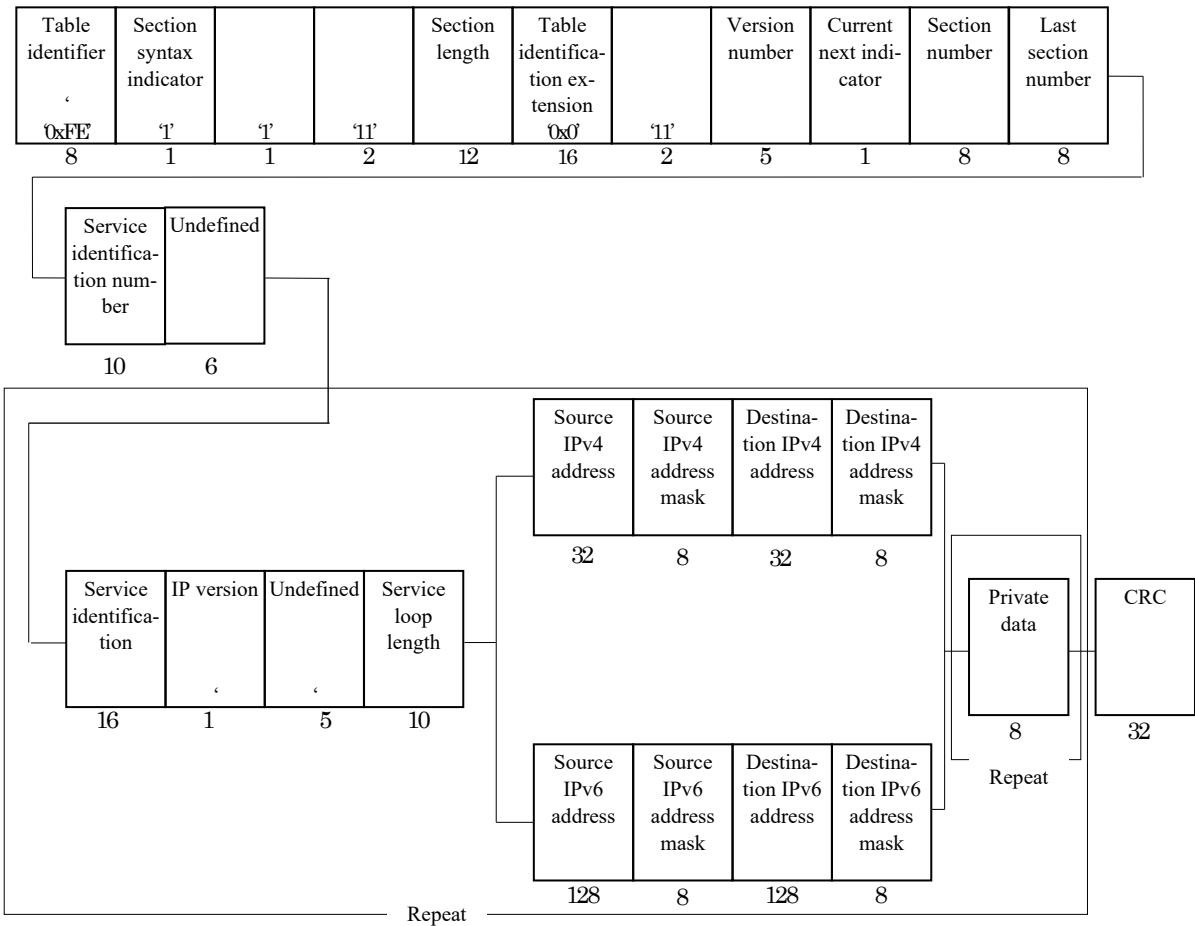 Table
identifier
‘
‘0xFE’
8
Section
syntax
indicator
‘1’
1
‘1’
1
‘11’
2
Section
length
12
Table
identifica-
tion ex-
tension
‘0x0’
16
‘11’
2
Version
number
5
Current
next indi-
cator
1
Section
number
8
Last
section
number
8
Service
identifica-
tion num-
ber
10
Undefined
6
Service
identifica-
tion
16
IP version
‘
1
Undefined
‘
5
Service
loop
length
10
Source
IPv4
address
32
Source
IPv4
address
mask
8
Destina-
tion IPv4
address
32
Destina-
tion IPv4
address
mask
8
Source
IPv6
address
128
Source
IPv6
address
mask
8
Destina-
tion IPv6
address
128
Destina-
tion IPv6
address
mask
8
Private
data
8
Repeat
CRC
32
Repeat